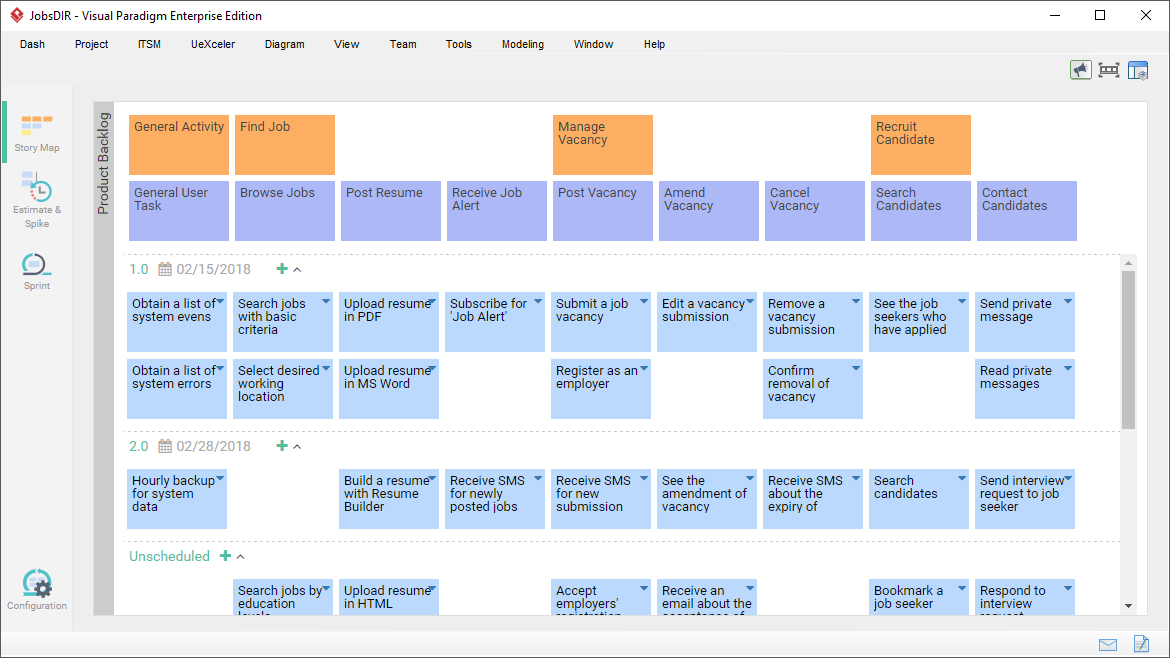 JobsDIR - Visual Paradigm Enterprise Edition
Dash Project ITSM UeXceler Diagram View Team Tools Modeling Window Help
Story Map
Estimate &
Spike
Sprint
Configuration
Product Backlog
General Activity
Find Job
Manage
Vacancy
Recruit
Candidate
General User
Task
Browse Jobs
Post Resume
Receive Job
Alert
Post Vacancy
Amend
Vacancy
Cancel
Vacancy
Search
Candidates
Contact
Candidates
1.0 02/15/2018
Obtain a list of
system evens
Search jobs
with basic
criteria
Upload resume
in PDF
Subscribe for
'Job Alert'
Submit a job
vacancy
Edit a vacancy
submission
Remove a
vacancy
submission
See the job
seekers who
have applied
Send private
message
Obtain a list of
system errors
Select desired
working
location
Upload resume
in MS Word
Register as an
employer
Confirm
removal of
vacancy
Read private
messages
2.0 02/28/2018
Hourly backup
for system
data
Build a resume
with Resume
Builder
Receive SMS
for newly
posted jobs
Receive SMS
for new
submission
See the
amendment of
vacancy
Receive SMS
about the
expiry of
Search
candidates
Send interview
request to job
seeker
Unscheduled
Search jobs by
education
levels
Upload resume
in HTML
Accept
employers'
registration
Receive an
email about the
acceptance of
Bookmark a
job seeker
Respond to
interview
request